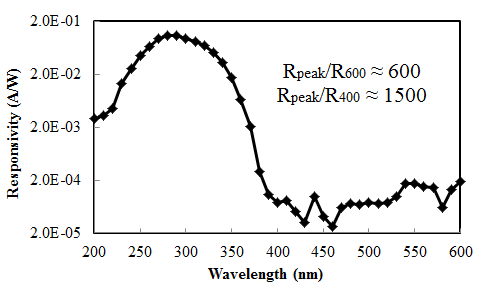 2.0E-01
2.0E-02
2.0E-03
2.0E-04
2.0E-05
Responsivity (A/W)
Rpeak/R600 ≈ 600
Rpeak/R400 ≈ 1500
200 250 300 350 400 450 500 550 600
Wavelength (nm)